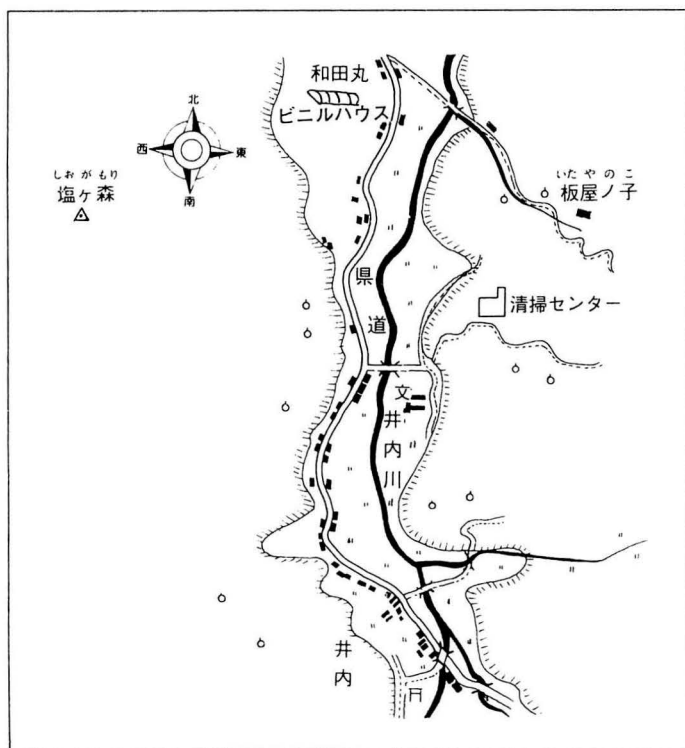 和田丸
ビニルハウス
北
西
東
南
しおがもり
塩ヶ森
いたやのこ
板屋ノ子
県道
清掃センター
文
井内川
井内